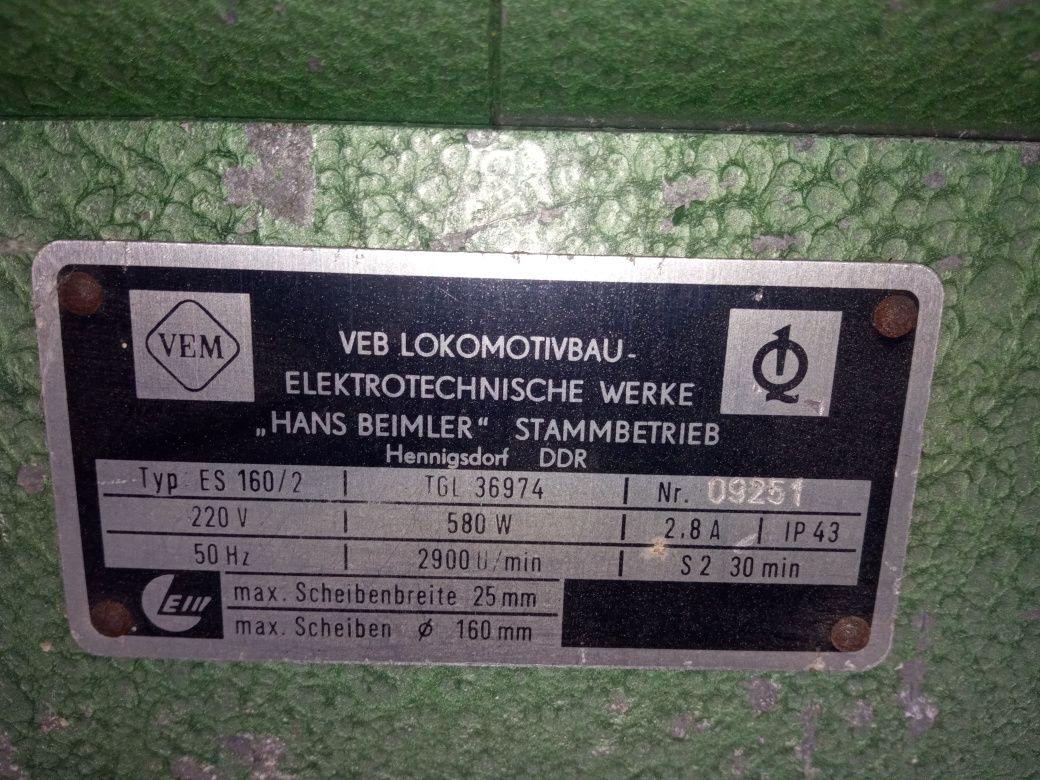 VEM
VEB LOKOMOTIVBAU-
ELEKTROTECHNISCHE WERKE
„HANS BEIMLER“ STAMMBETRIEB
Hennigsdorf DDR
Typ ES 160/2 | TGL 36974 | Nr. 09251
220 V | 580 W | 2,8 A | IP 43
50 Hz | 2900 U/min | S 2 30 min
LEW
max. Scheibenbreite 25 mm
max. Scheiben ϕ 160 mm